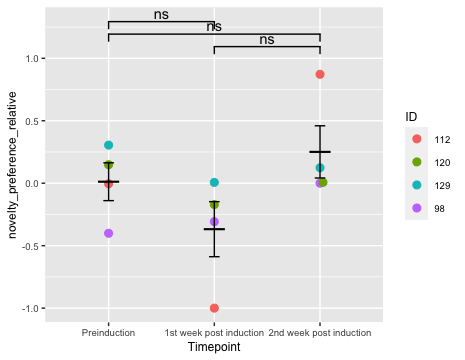 ns
ns
ns
1.0
0.5
0.0
-0.5
-1.0
novelty_preference_relative
Preinduction 1st week post induction 2nd week post induction
Timepoint
ID
112
120
129
98